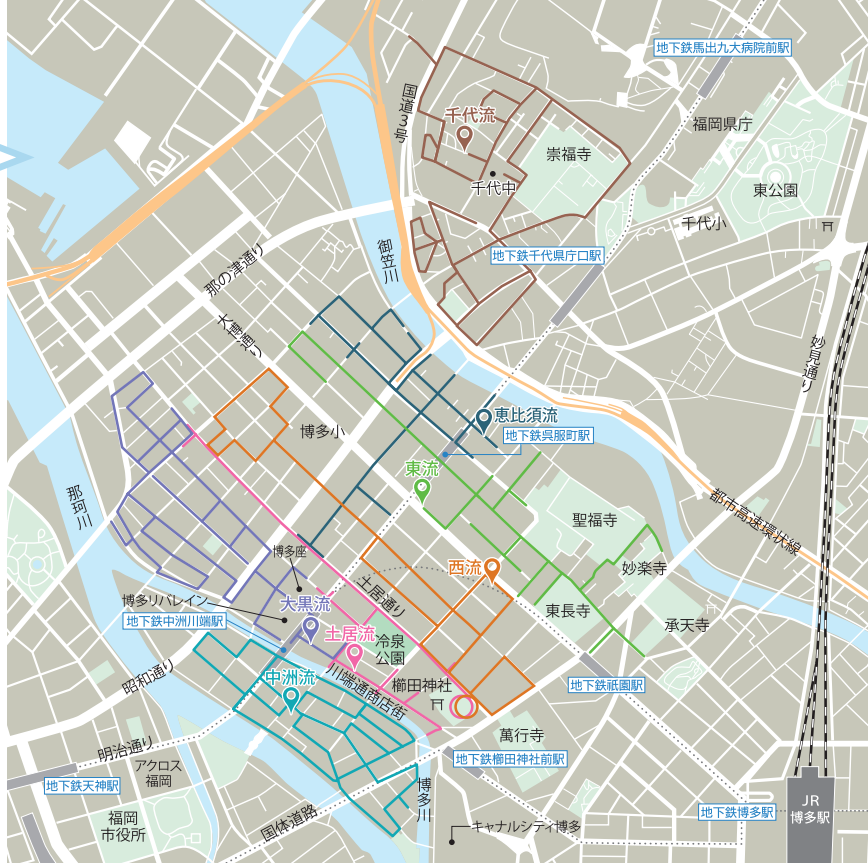 地下鉄馬出九大病院前駅
国道3号
千代流
福岡県庁
崇福寺
千代中
東公園
千代小
御笠川
地下鉄千代県庁口駅
那の津通り
大博通り
妙見通り
恵比須流
博多小
地下鉄呉服町駅
東流
那珂川
都市高速環状線
聖福寺
博多座
西流
妙楽寺
土居通り
博多リバレイン
大黒流
東長寺
地下鉄中洲川端駅
土居流
承天寺
冷泉
公園
昭和通り
中洲流
川端通商店街
櫛田神社
地下鉄祇園駅
明治通り
萬行寺
アクロス
福岡
地下鉄櫛田神社前駅
地下鉄天神駅
博多川
地下鉄博多駅
JR
博多駅
福岡
市役所
国体道路
キャナルシティ博多